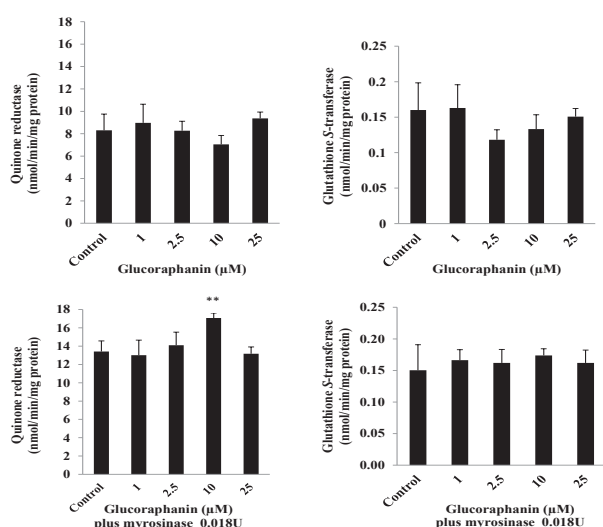 Quinone reductase
(nmol/min/mg protein)
18
16
14
12
10
8
6
4
2
0
Control
1
2.5
10
25
Glucoraphanin (µM)
Glutathione S-transferase
(nmol/min/mg protein)
0.25
0.2
0.15
0.1
0.05
0
Control
1
2.5
10
25
Glucoraphanin (µM)
Quinone reductase
(nmol/min/mg protein)
18
16
14
12
10
8
6
4
2
0
**
Control
1
2.5
10
25
Glucoraphanin (µM)
plus myrosinase 0.018U
Glutathione S-transferase
(nmol/min/mg protein)
0.25
0.20
0.15
0.10
0.05
0.00
Control
1
2.5
10
25
Glucoraphanin (µM)
plus myrosinase 0.018U